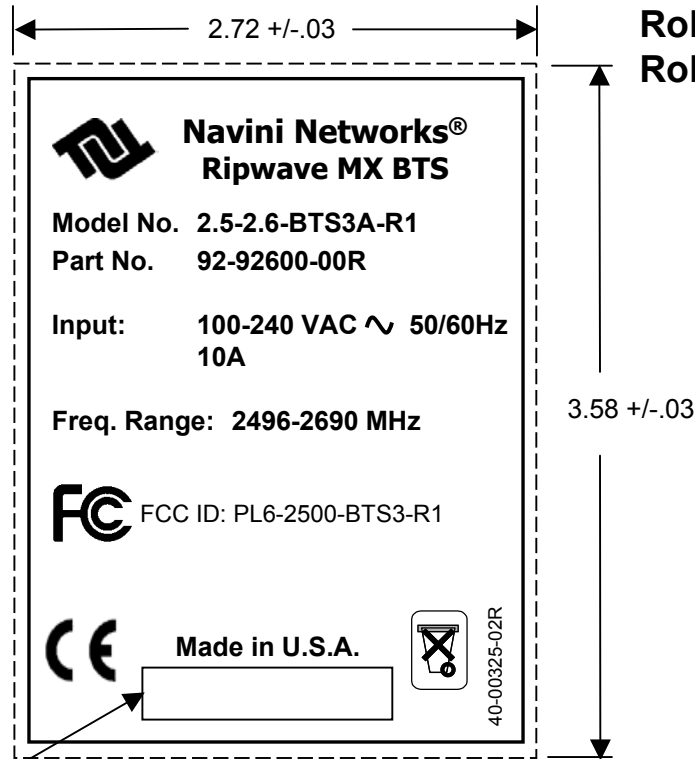 2.72 +/-.03
Navini Networks®
Ripwave MX BTS
Model No. 2.5-2.6-BTS3A-R1
Part No. 92-92600-00R
Input: 100-240 VAC ∿ 50/60Hz
10A
Freq. Range: 2496-2690 MHz
3.58 +/-.03
FC FCC ID: PL6-2500-BTS3-R1
CE
Made in U.S.A.
40-00325-02R